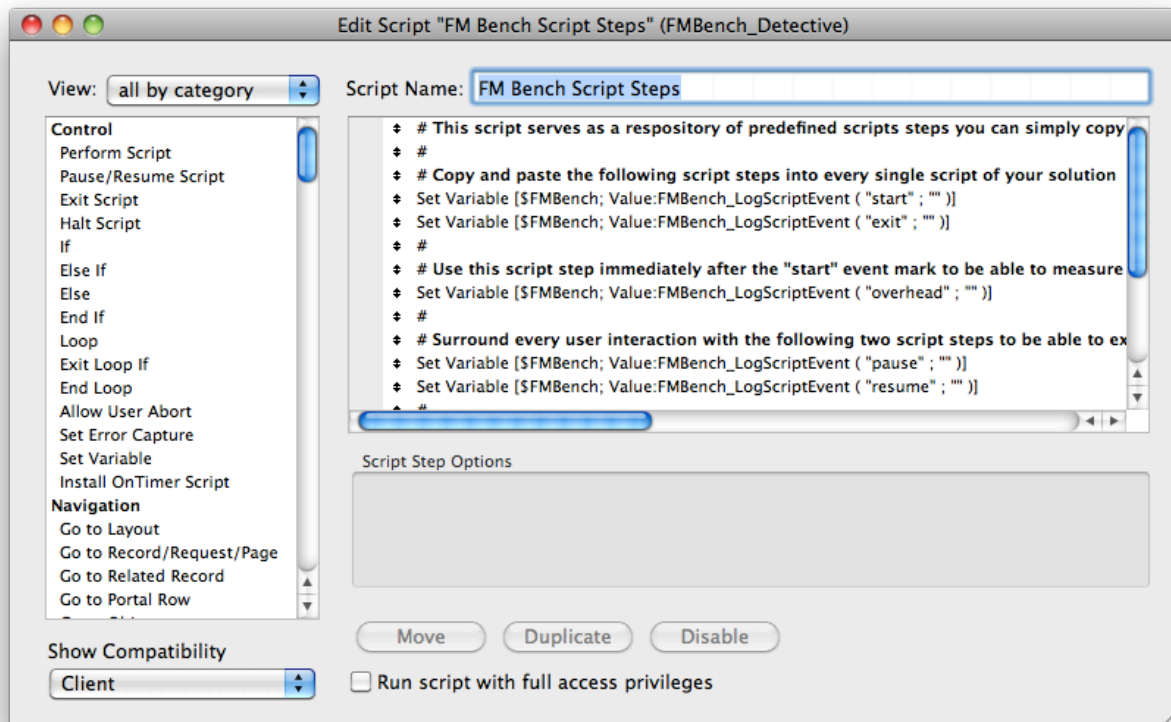 Edit Script "FM Bench Script Steps" (FMBench_Detective)
View: all by category
Script Name: FM Bench Script Steps
Control
Perform Script
Pause/Resume Script
Exit Script
Halt Script
If
Else If
Else
End If
Loop
Exit Loop If
End Loop
Allow User Abort
Set Error Capture
Set Variable
Install OnTimer Script
Navigation
Go to Layout
Go to Record/Request/Page
Go to Related Record
Go to Portal Row
# This script serves as a respository of predefined scripts steps you can simply copy
#
# Copy and paste the following script steps into every single script of your solution
Set Variable [$FMBench; Value:FMBench_LogScriptEvent ( "start" ; "" )]
Set Variable [$FMBench; Value:FMBench_LogScriptEvent ( "exit" ; "" )]
#
# Use this script step immediately after the "start" event mark to be able to measure
Set Variable [$FMBench; Value:FMBench_LogScriptEvent ( "overhead" ; "" )]
#
# Surround every user interaction with the following two script steps to be able to ex
Set Variable [$FMBench; Value:FMBench_LogScriptEvent ( "pause" ; "" )]
Set Variable [$FMBench; Value:FMBench_LogScriptEvent ( "resume" ; "" )]
#
Script Step Options
Move Duplicate Disable
Show Compatibility
Client
Run script with full access privileges